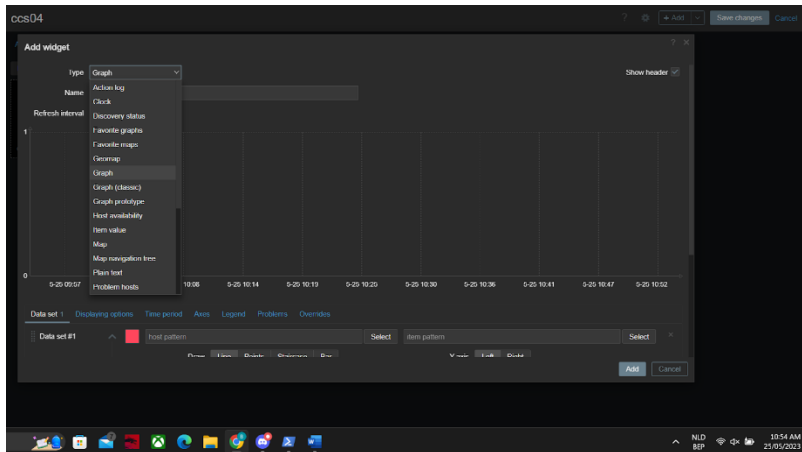 ccs04
? + Add Save changes Cancel
Add widget ? ×
Type Graph Show header
Name
Refresh interval
Action log
Clock
Discovery status
Favorite graphs
Favorite maps
Geomap
Graph
Graph (classic)
Graph prototype
Host availability
Item value
Map
Map navigation tree
Plain text
Problem hosts
1
0
5-25 09:57 10:08 5-25 10:14 5-25 10:19 5-25 10:25 5-25 10:30 5-25 10:36 5-25 10:41 5-25 10:47 5-25 10:52
Data set 1 Displaying options Time period Axes Legend Problems Overrides
Data set #1 host pattern Select item pattern Select ×
Draw Line Points Staircase Bar Y-axis Left Right
Add Cancel
NLD
BEP
10:54 AM
25/05/2023